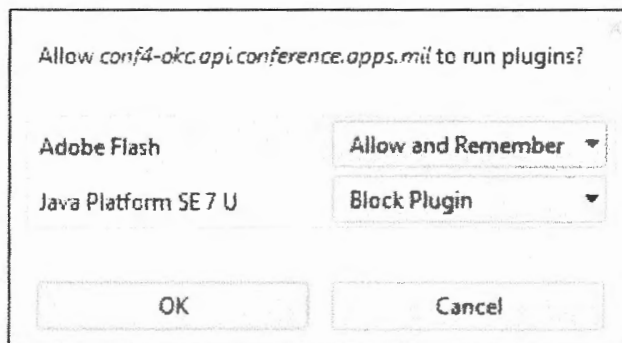 Allow conf4-okc.api.conference.apps.mil to run plugins?
Adobe Flash Allow and Remember
Java Platform SE 7 U Block Plugin
OK Cancel